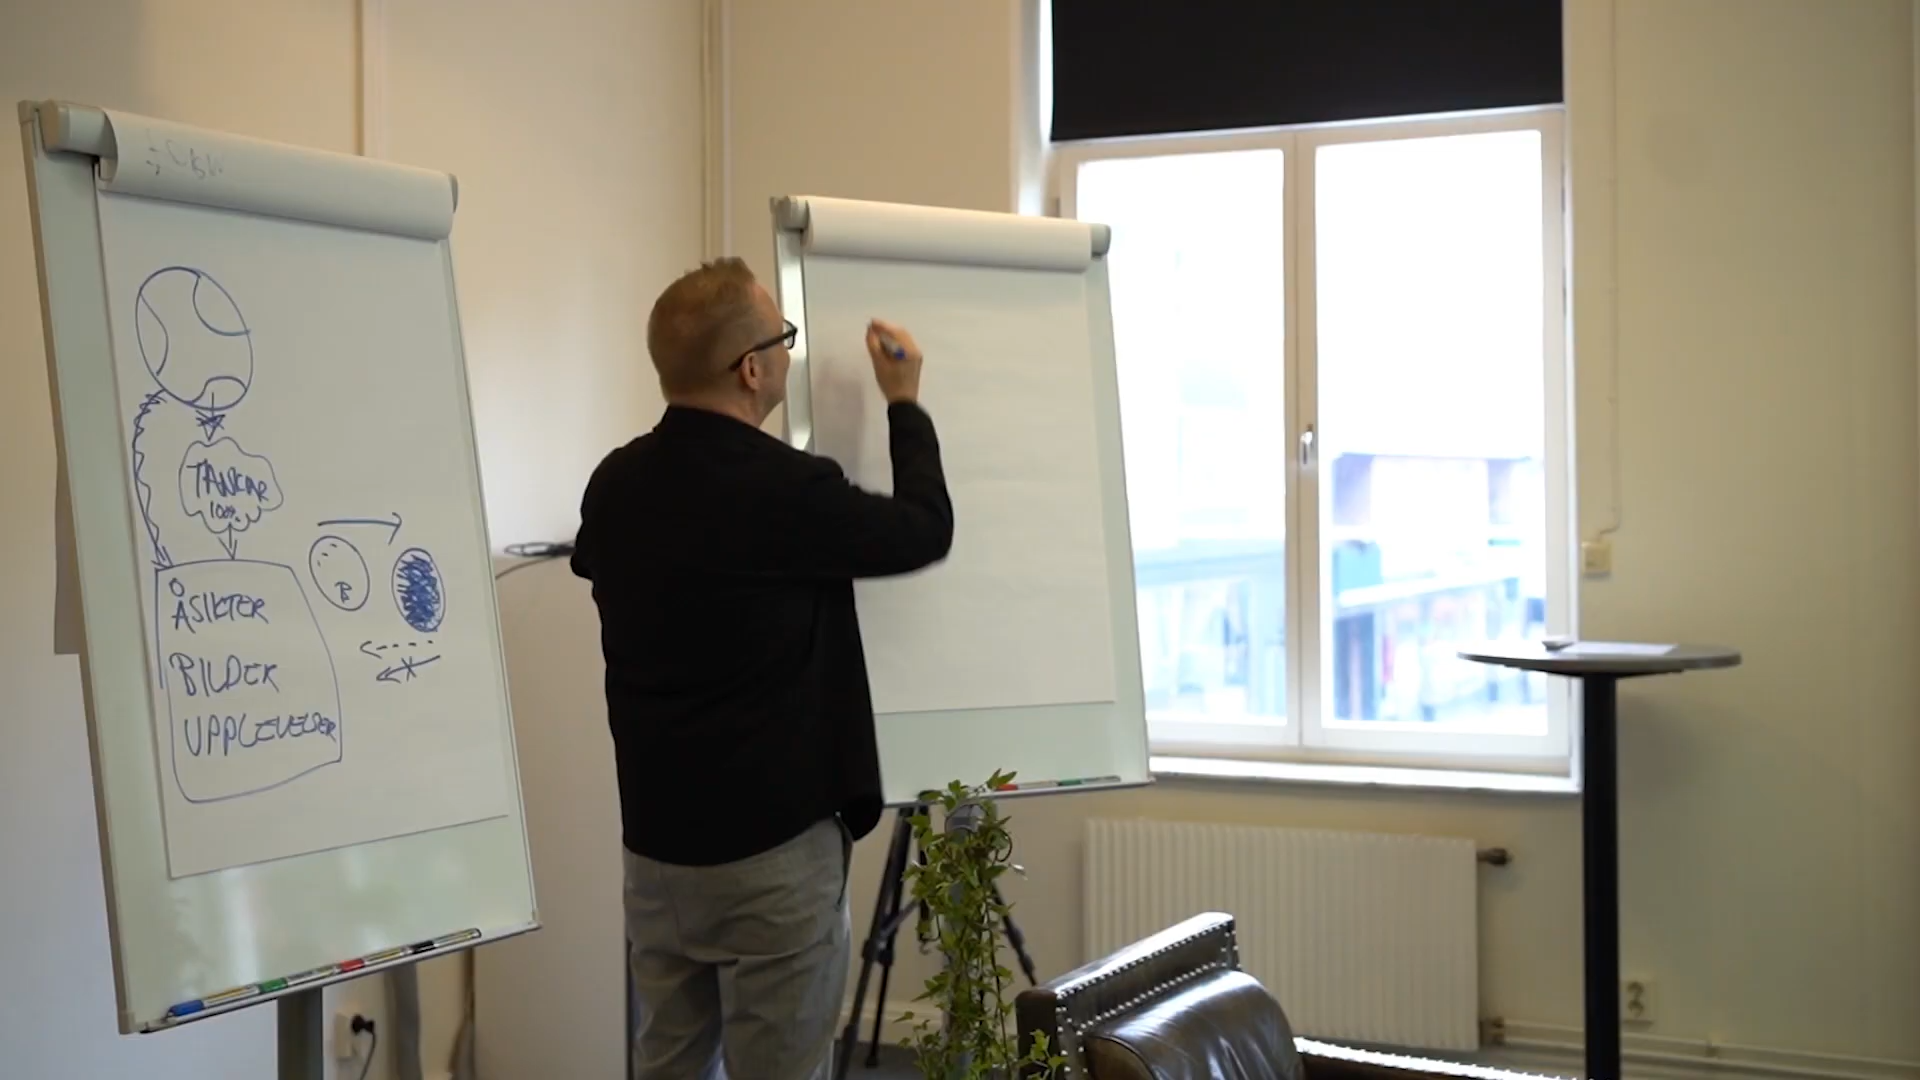 TANKAR
100%
ÅSIKTER
BILDER
UPPLEVELSER